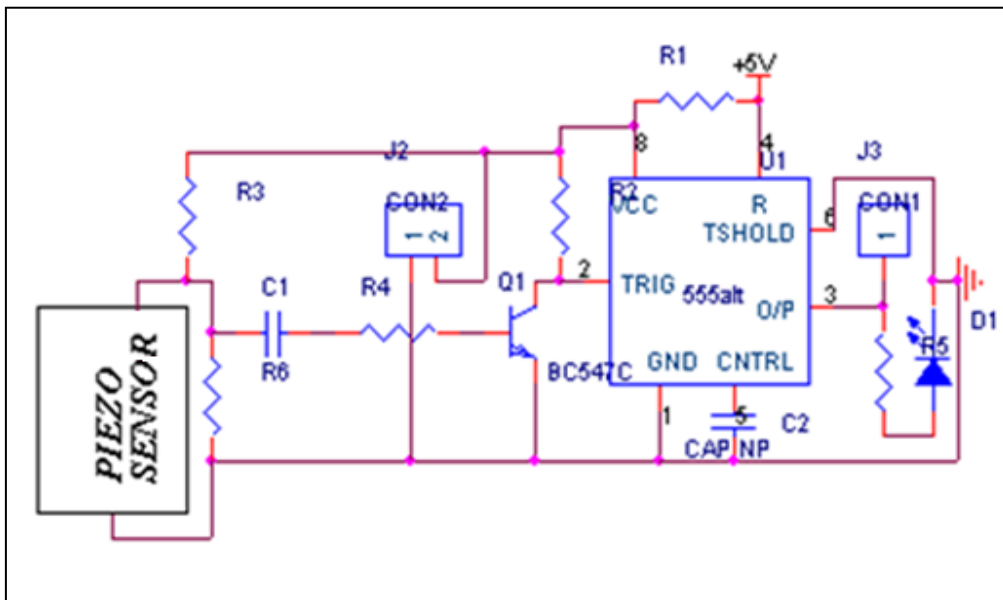 R1
+5V
8
4
J2
U1
J3
R3
CON2
R2
VCC
R
CON1
6
TSHOLD
1
2
1
Q1
2
TRIG
555alt
C1
R4
3
O/P
D1
R5
R6
BC547C
GND
CNTRL
PIEZO
SENSOR
1
5
C2
CAP NP